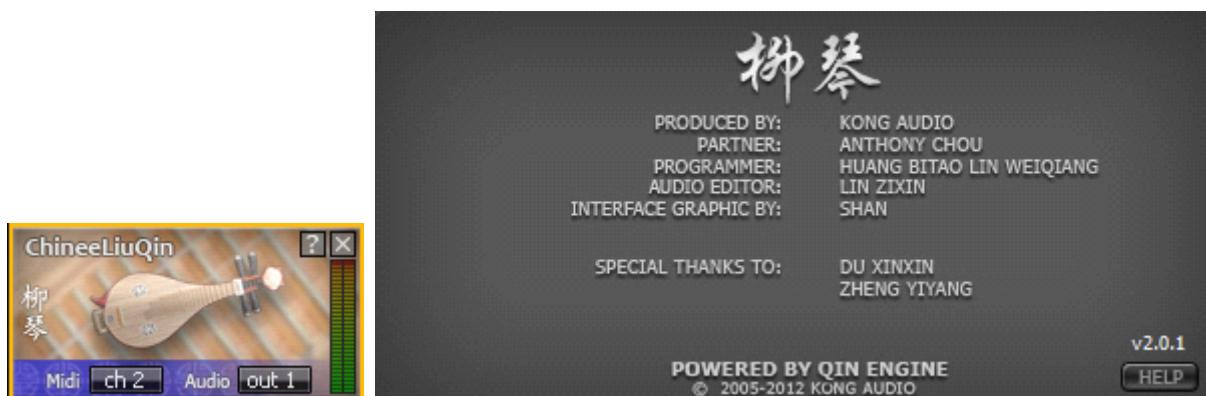 ChineeLiuQin
?
柳
琴
Midi ch 2 Audio out 1
柳琴
PRODUCED BY: KONG AUDIO
PARTNER: ANTHONY CHOU
PROGRAMMER: HUANG BITAO LIN WEIQIANG
AUDIO EDITOR: LIN ZIXIN
INTERFACE GRAPHIC BY: SHAN
SPECIAL THANKS TO: DU XINXIN
ZHENG YIYANG
v2.0.1
POWERED BY QIN ENGINE
HELP
© 2005-2012 KONG AUDIO